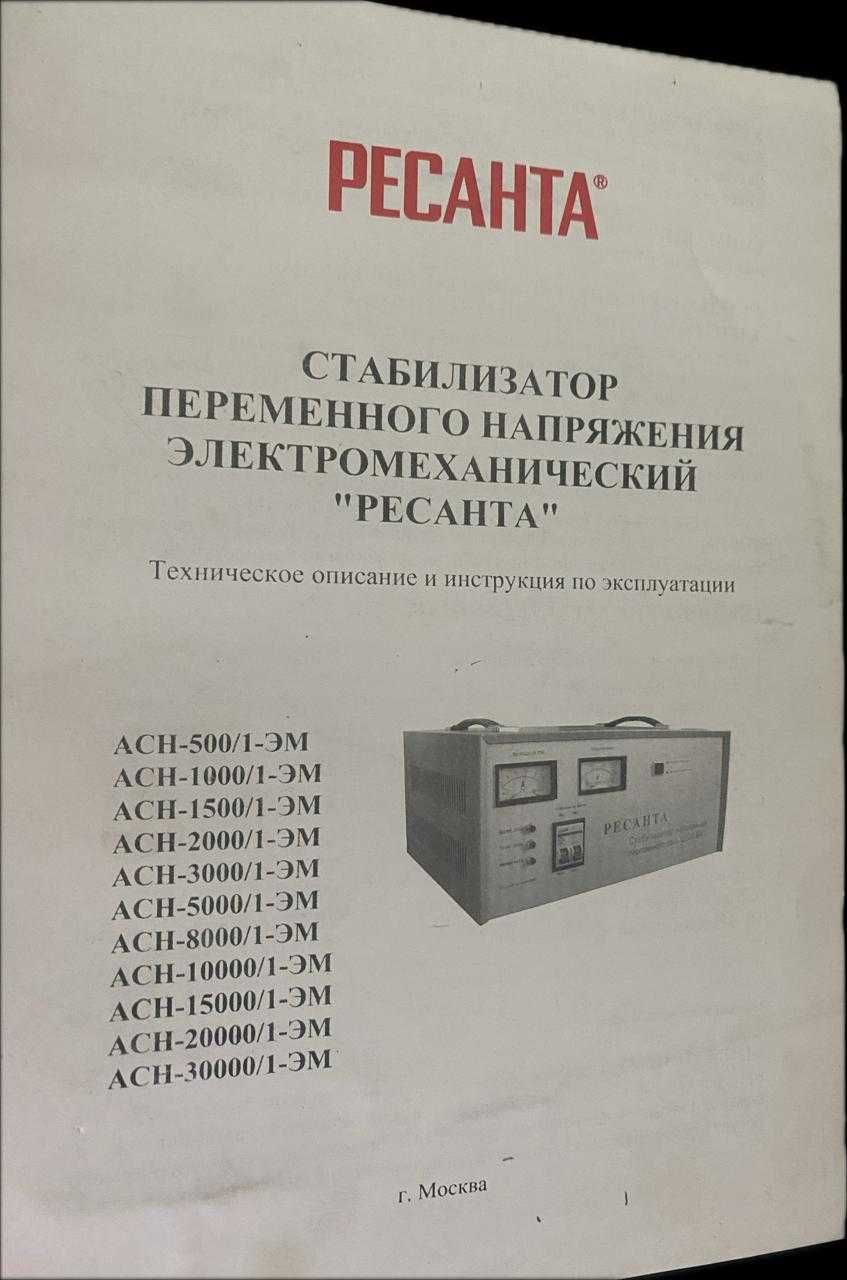 РЕСАНТА®
СТАБИЛИЗАТОР
ПЕРЕМЕННОГО НАПРЯЖЕНИЯ
ЭЛЕКТРОМЕХАНИЧЕСКИЙ
"РЕСАНТА"
Техническое описание и инструкция по эксплуатации
АСН-500/1-ЭМ
АСН-1000/1-ЭМ
АСН-1500/1-ЭМ
АСН-2000/1-ЭМ
АСН-3000/1-ЭМ
АСН-5000/1-ЭМ
АСН-8000/1-ЭМ
АСН-10000/1-ЭМ
АСН-15000/1-ЭМ
АСН-20000/1-ЭМ
АСН-30000/1-ЭМ
РЕСАНТА
г. Москва